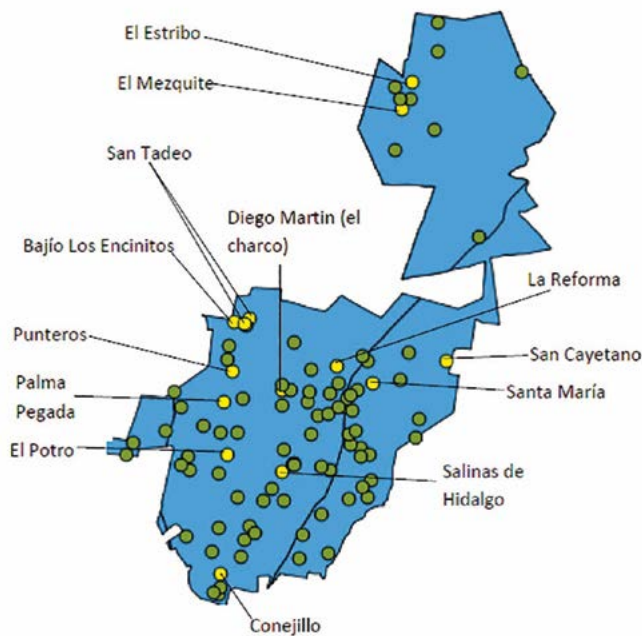 El Estribo
El Mezquite
San Tadeo
Diego Martin (el
charco)
Bajío Los Encinitos
La Reforma
Punteros
San Cayetano
Palma
Pegada
Santa María
El Potro
Salinas de
Hidalgo
Conejillo